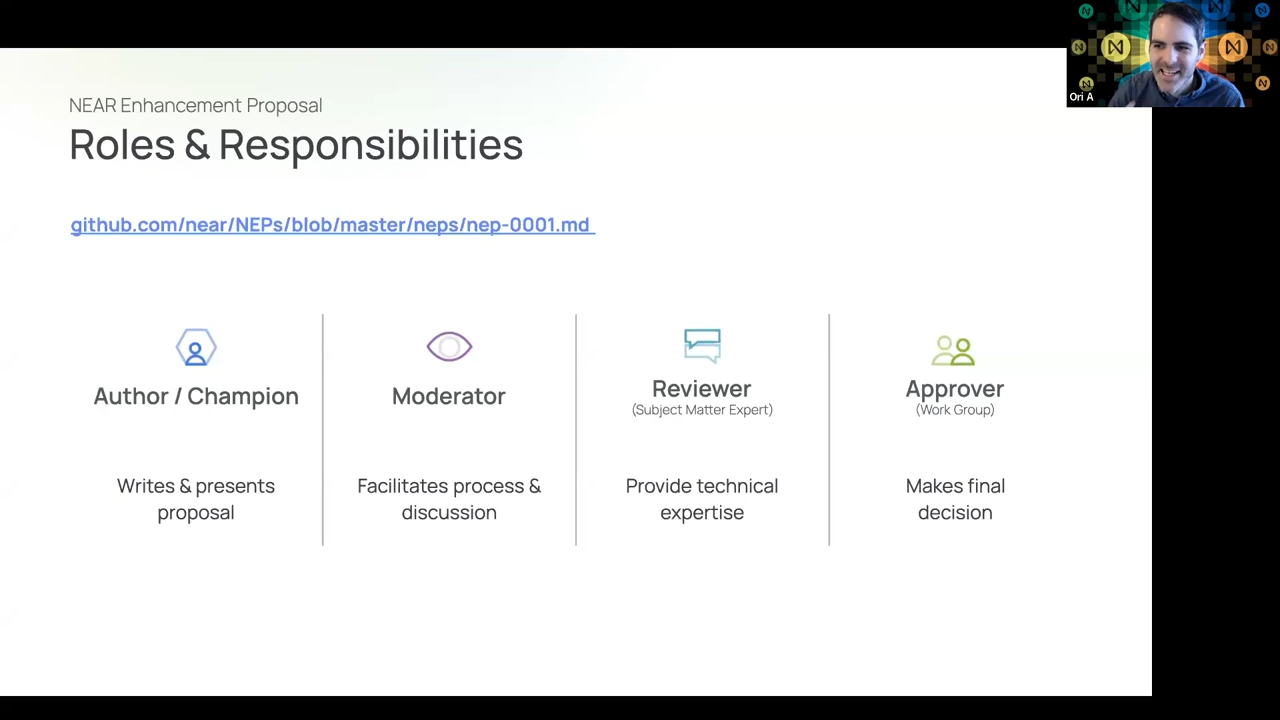 NEAR Enhancement Proposal
Roles & Responsibilities
github.com/near/NEPs/blob/master/neps/nep-0001.md
Author / Champion
Writes & presents
proposal
Moderator
Facilitates process &
discussion
Reviewer
(Subject Matter Expert)
Provide technical
expertise
Approver
(Work Group)
Makes final
decision
Ori A